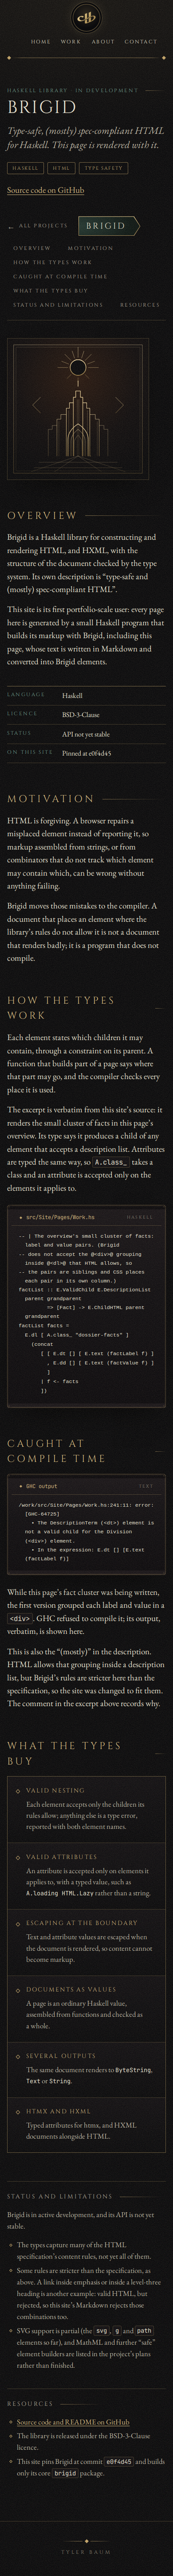 HOME WORK ABOUT CONTACT
HASKELL LIBRARY · IN DEVELOPMENT
BRIGID
Type-safe, (mostly) spec-compliant HTML
for Haskell. This page is rendered with it.
HASKELL HTML TYPE SAFETY
Source code on GitHub
← ALL PROJECTS BRIGID
OVERVIEW MOTIVATION
HOW THE TYPES WORK
CAUGHT AT COMPILE TIME
WHAT THE TYPES BUY
STATUS AND LIMITATIONS RESOURCES
OVERVIEW
Brigid is a Haskell library for constructing and
rendering HTML, and HXML, with the
structure of the document checked by the type
system. Its own description is “type-safe and
(mostly) spec-compliant HTML”.
This site is its first portfolio-scale user: every page
here is generated by a small Haskell program that
builds its markup with Brigid, including this
page, whose text is written in Markdown and
converted into Brigid elements.
LANGUAGE Haskell
LICENCE BSD-3-Clause
STATUS API not yet stable
ON THIS SITE Pinned at e0f4d45
MOTIVATION
HTML is forgiving. A browser repairs a
misplaced element instead of reporting it, so
markup assembled from strings, or from
combinators that do not track which element
may contain which, can be wrong without
anything failing.
Brigid moves those mistakes to the compiler. A
document that places an element where the
library’s rules do not allow it is not a document
that renders badly; it is a program that does not
compile.
HOW THE TYPES
WORK
Each element states which children it may
contain, through a constraint on its parent. A
function that builds part of a page says where
that part may go, and the compiler checks every
place it is used.
The excerpt is verbatim from this site’s source: it
renders the small cluster of facts in this page’s
overview. Its type says it produces a child of any
element that accepts a description list. Attributes
are typed the same way, so A.class_ takes a
class and an attribute is accepted only on the
elements it applies to.
src/Site/Pages/Work.hs HASKELL
-- | The overview's small cluster of facts:
label and value pairs. (Brigid
-- does not accept the @<div>@ grouping
inside @<dl>@ that HTML allows, so
-- the pairs are siblings and CSS places
each pair in its own column.)
factList :: E.ValidChild E.DescriptionList
parent grandparent
=> [Fact] -> E.ChildHTML parent
grandparent
factList facts =
E.dl [ A.class_ "dossier-facts" ]
(concat
[ [ E.dt [] [ E.text (factLabel f) ]
, E.dd [] [ E.text (factValue f) ]
]
| f <- facts
])
CAUGHT AT
COMPILE TIME
GHC output TEXT
/work/src/Site/Pages/Work.hs:241:11: error:
[GHC-64725]
• The DescriptionTerm (<dt>) element is
not a valid child for the Division
(<div>) element.
• In the expression: E.dt [] [E.text
(factLabel f)]
While this page’s fact cluster was being written,
the first version grouped each label and value in a
<div>. GHC refused to compile it; its output,
verbatim, is shown here.
This is also the “(mostly)” in the description.
HTML allows that grouping inside a description
list, but Brigid’s rules are stricter here than the
specification, so the site was changed to fit them.
The comment in the excerpt above records why.
WHAT THE TYPES
BUY
VALID NESTING
Each element accepts only the children its
rules allow; anything else is a type error,
reported with both element names.
VALID ATTRIBUTES
An attribute is accepted only on elements it
applies to, with a typed value, such as
A.loading HTML.Lazy rather than a string.
ESCAPING AT THE BOUNDARY
Text and attribute values are escaped when
the document is rendered, so content cannot
become markup.
DOCUMENTS AS VALUES
A page is an ordinary Haskell value,
assembled from functions and checked as
a whole.
SEVERAL OUTPUTS
The same document renders to ByteString,
Text or String.
HTMX AND HXML
Typed attributes for htmx, and HXML
documents alongside HTML.
STATUS AND LIMITATIONS
Brigid is in active development, and its API is not yet
stable.
The types capture many of the HTML
specification’s content rules, not yet all of them.
Some rules are stricter than the specification, as
above. A link inside emphasis or inside a level-three
heading is another example: valid HTML, but
rejected, so this site’s Markdown rejects those
combinations too.
SVG support is partial (the svg, g and path
elements so far), and MathML and further “safe”
element builders are listed in the project’s plans
rather than finished.
RESOURCES
Source code and README on GitHub
The library is released under the BSD-3-Clause
licence.
This site pins Brigid at commit e0f4d45 and builds
only its core brigid package.
TYLER BAUM